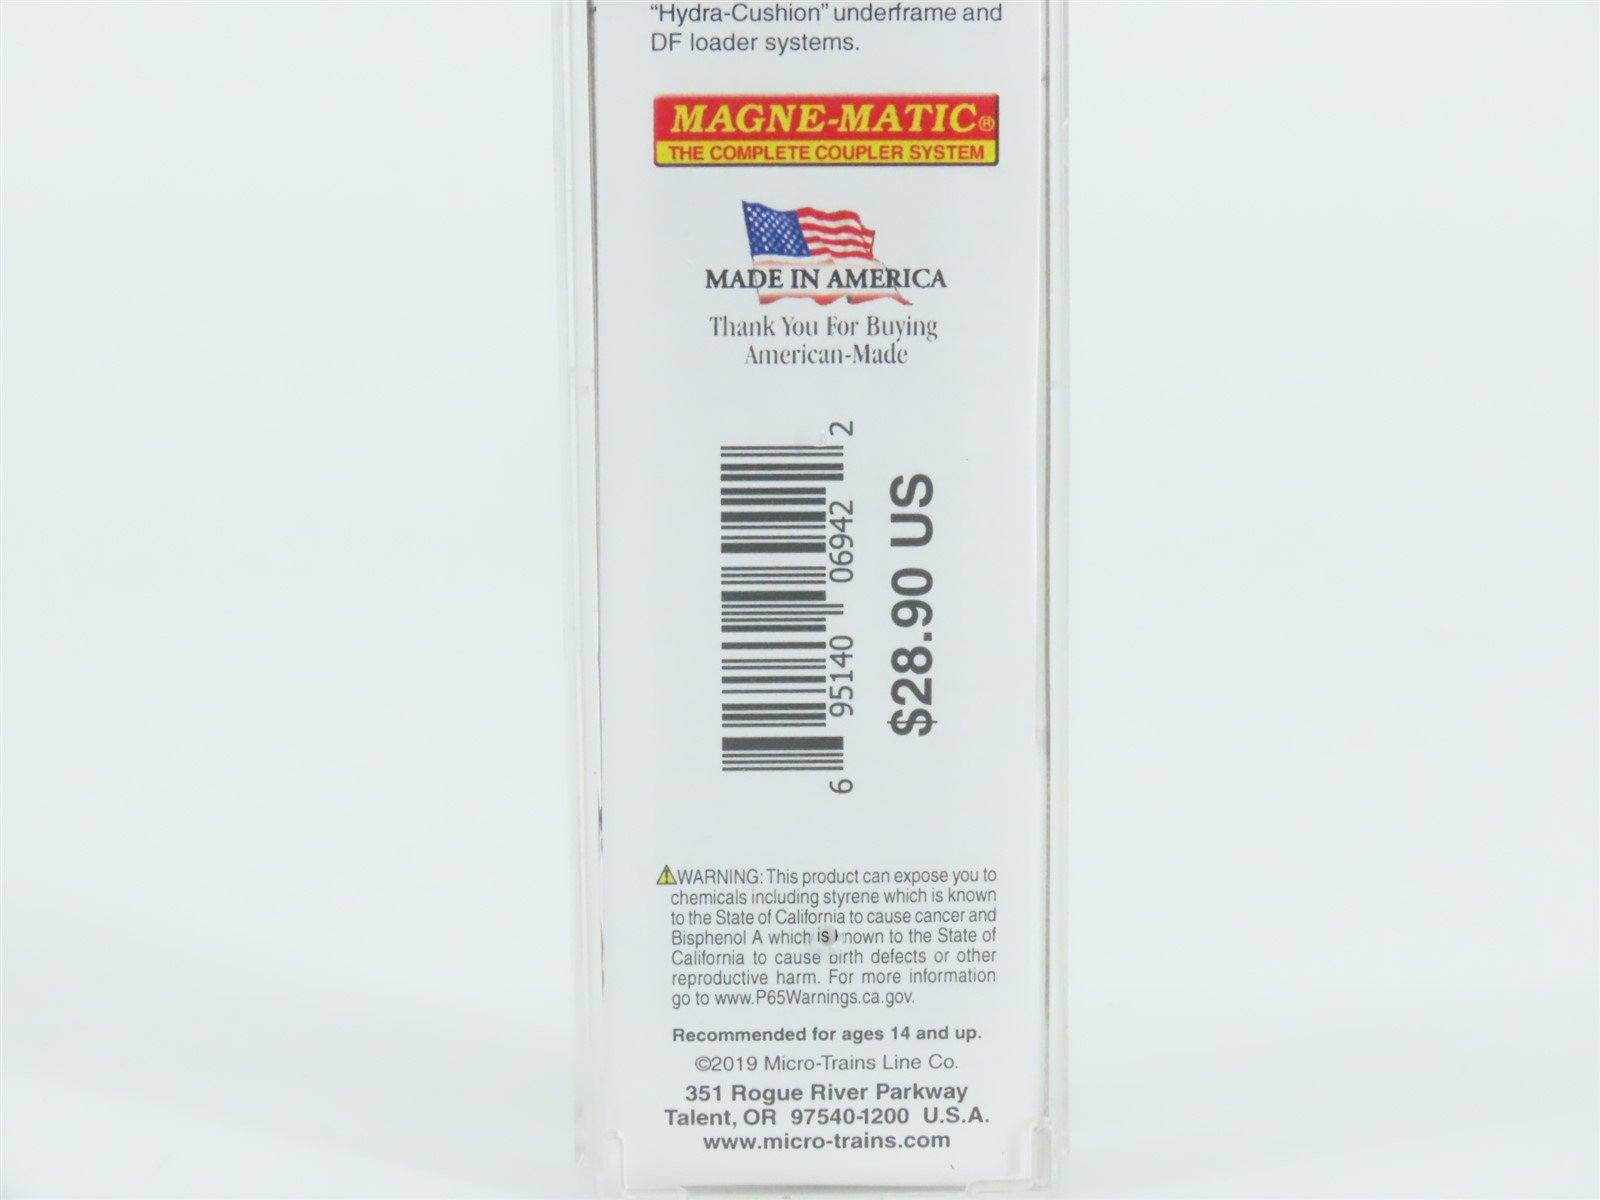 “Hydra-Cushion” underframe and
DF loader systems.
MAGNE-MATIC®
THE COMPLETE COUPLER SYSTEM
MADE IN AMERICA
Thank You For Buying
American-Made
6 95140 06942 2
$28.90 US
WARNING: This product can expose you to
chemicals including styrene which is known
to the State of California to cause cancer and
Bisphenol A which is known to the State of
California to cause birth defects or other
reproductive harm. For more information
go to www.P65Warnings.ca.gov.
Recommended for ages 14 and up.
©2019 Micro-Trains Line Co.
351 Rogue River Parkway
Talent, OR 97540-1200 U.S.A.
www.micro-trains.com